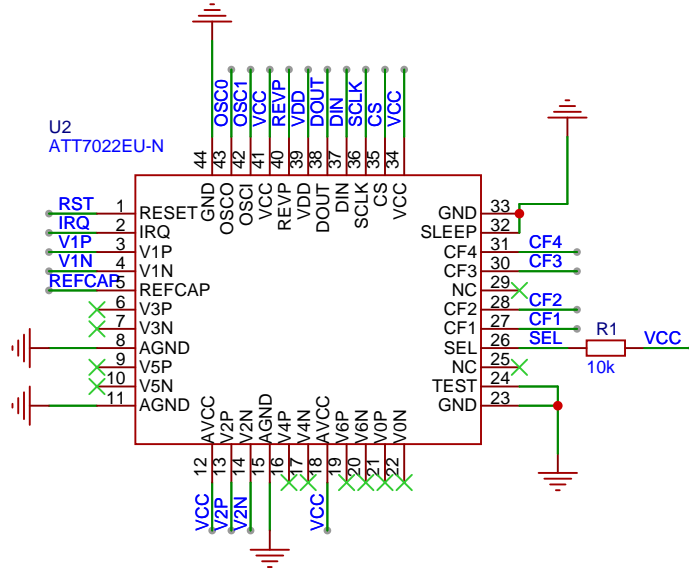 OSC0
OSC1
VCC
REVP
VDD
DOUT
DIN
SCLK
CS
VCC
U2
ATT7022EU-N
44
43
42
41
40
39
38
37
36
35
34
GND
OSCO
OSCI
VCC
REVP
VDD
DOUT
DIN
SCLK
CS
VCC
RST 1 RESET
IRQ 2 IRQ
V1P 3 V1P
V1N 4 V1N
REFCAP 5 REFCAP
6 V3P
7 V3N
8 AGND
9 V5P
10 V5N
11 AGND
GND 33
SLEEP 32
CF4 31 CF4
CF3 30 CF3
NC 29
CF2 28 CF2
CF1 27 CF1
SEL 26 SEL R1 VCC
10k
NC 25
TEST 24
GND 23
AVCC
V2P
V2N
AGND
V4P
V4N
AVCC
V6P
V6N
V0P
V0N
12
13
14
15
16
17
18
19
20
21
22
VCC
V2P
V2N
VCC